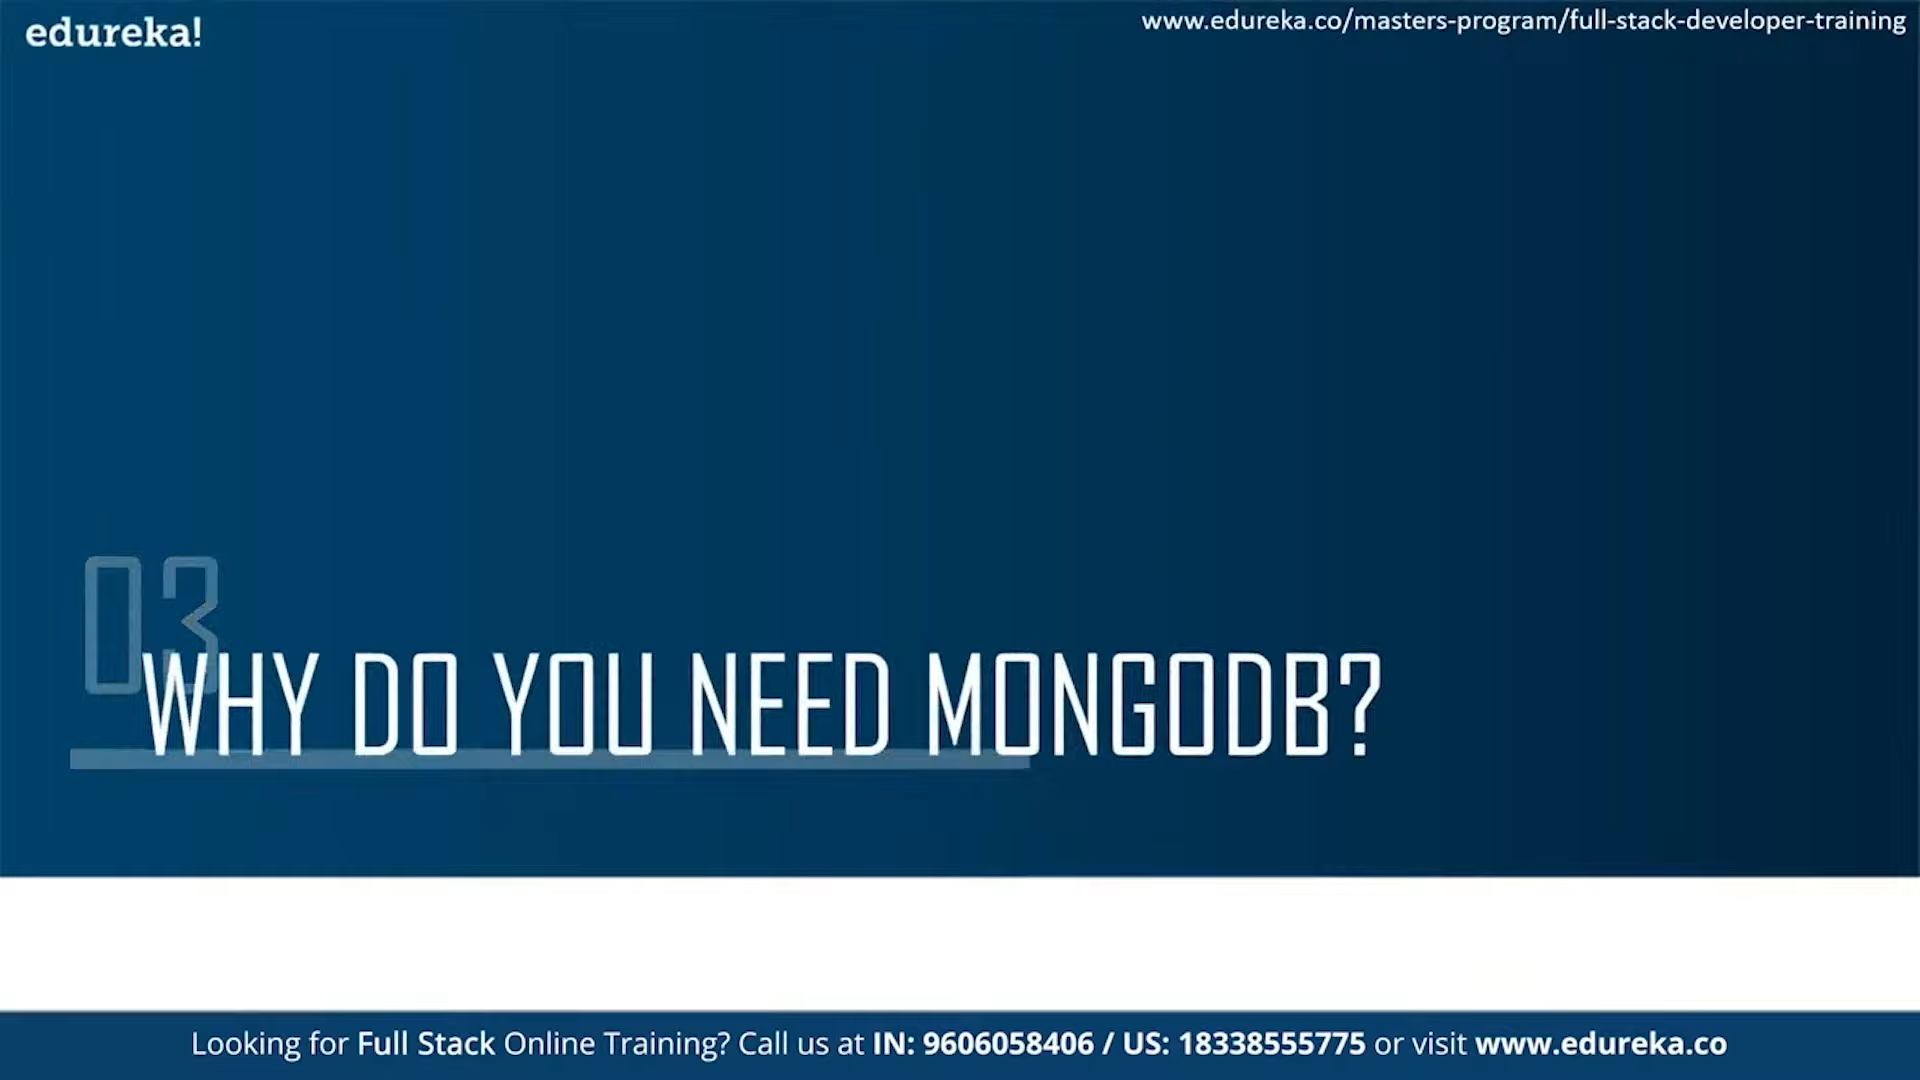 edureka!
www.edureka.co/masters-program/full-stack-developer-training
03
WHY DO YOU NEED MONGODB?
Looking for Full Stack Online Training? Call us at IN: 9606058406 / US: 18338555775 or visit www.edureka.co